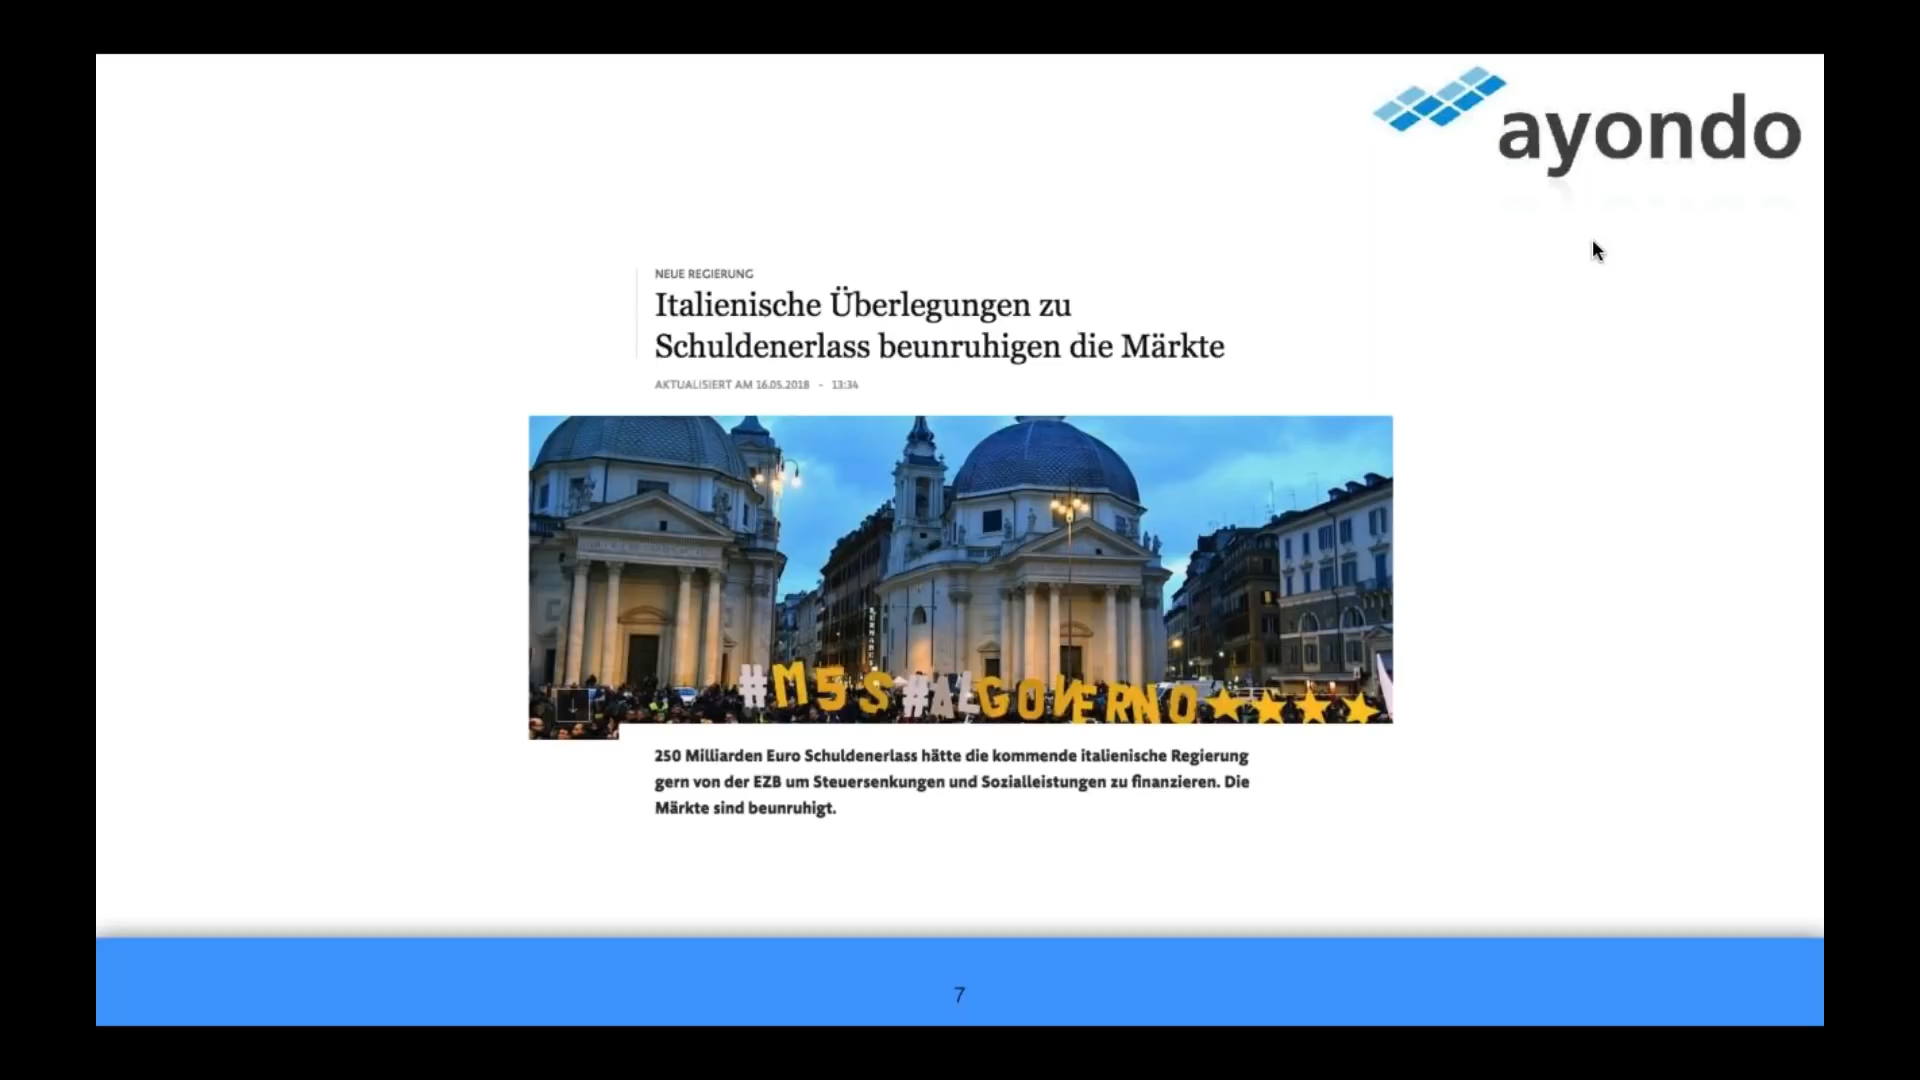 ayondo
NEUE REGIERUNG
Italienische Überlegungen zu
Schuldenerlass beunruhigen die Märkte
AKTUALISIERT AM 16.05.2018 - 13:34
#M5S#ALGOVERNO
250 Milliarden Euro Schuldenerlass hätte die kommende italienische Regierung
gern von der EZB um Steuersenkungen und Sozialleistungen zu finanzieren. Die
Märkte sind beunruhigt.
7